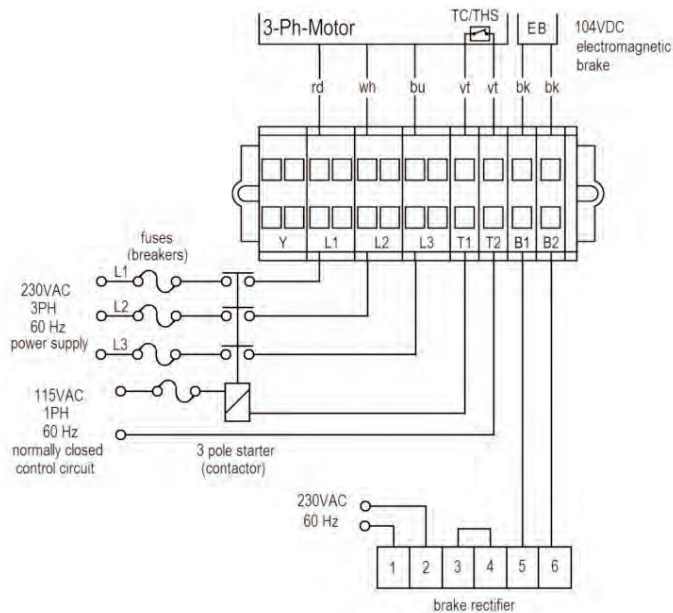 3-Ph-Motor
TC/THS
EB
104VDC
electromagnetic
brake
rd wh bu vt vt bk bk
Y L1 L2 L3 T1 T2 B1 B2
fuses
(breakers)
L1
L2
L3
230VAC
3PH
60 Hz
power supply
115VAC
1PH
60 Hz
normally closed
control circuit
3 pole starter
(contactor)
230VAC
60 Hz
1 2 3 4 5 6
brake rectifier